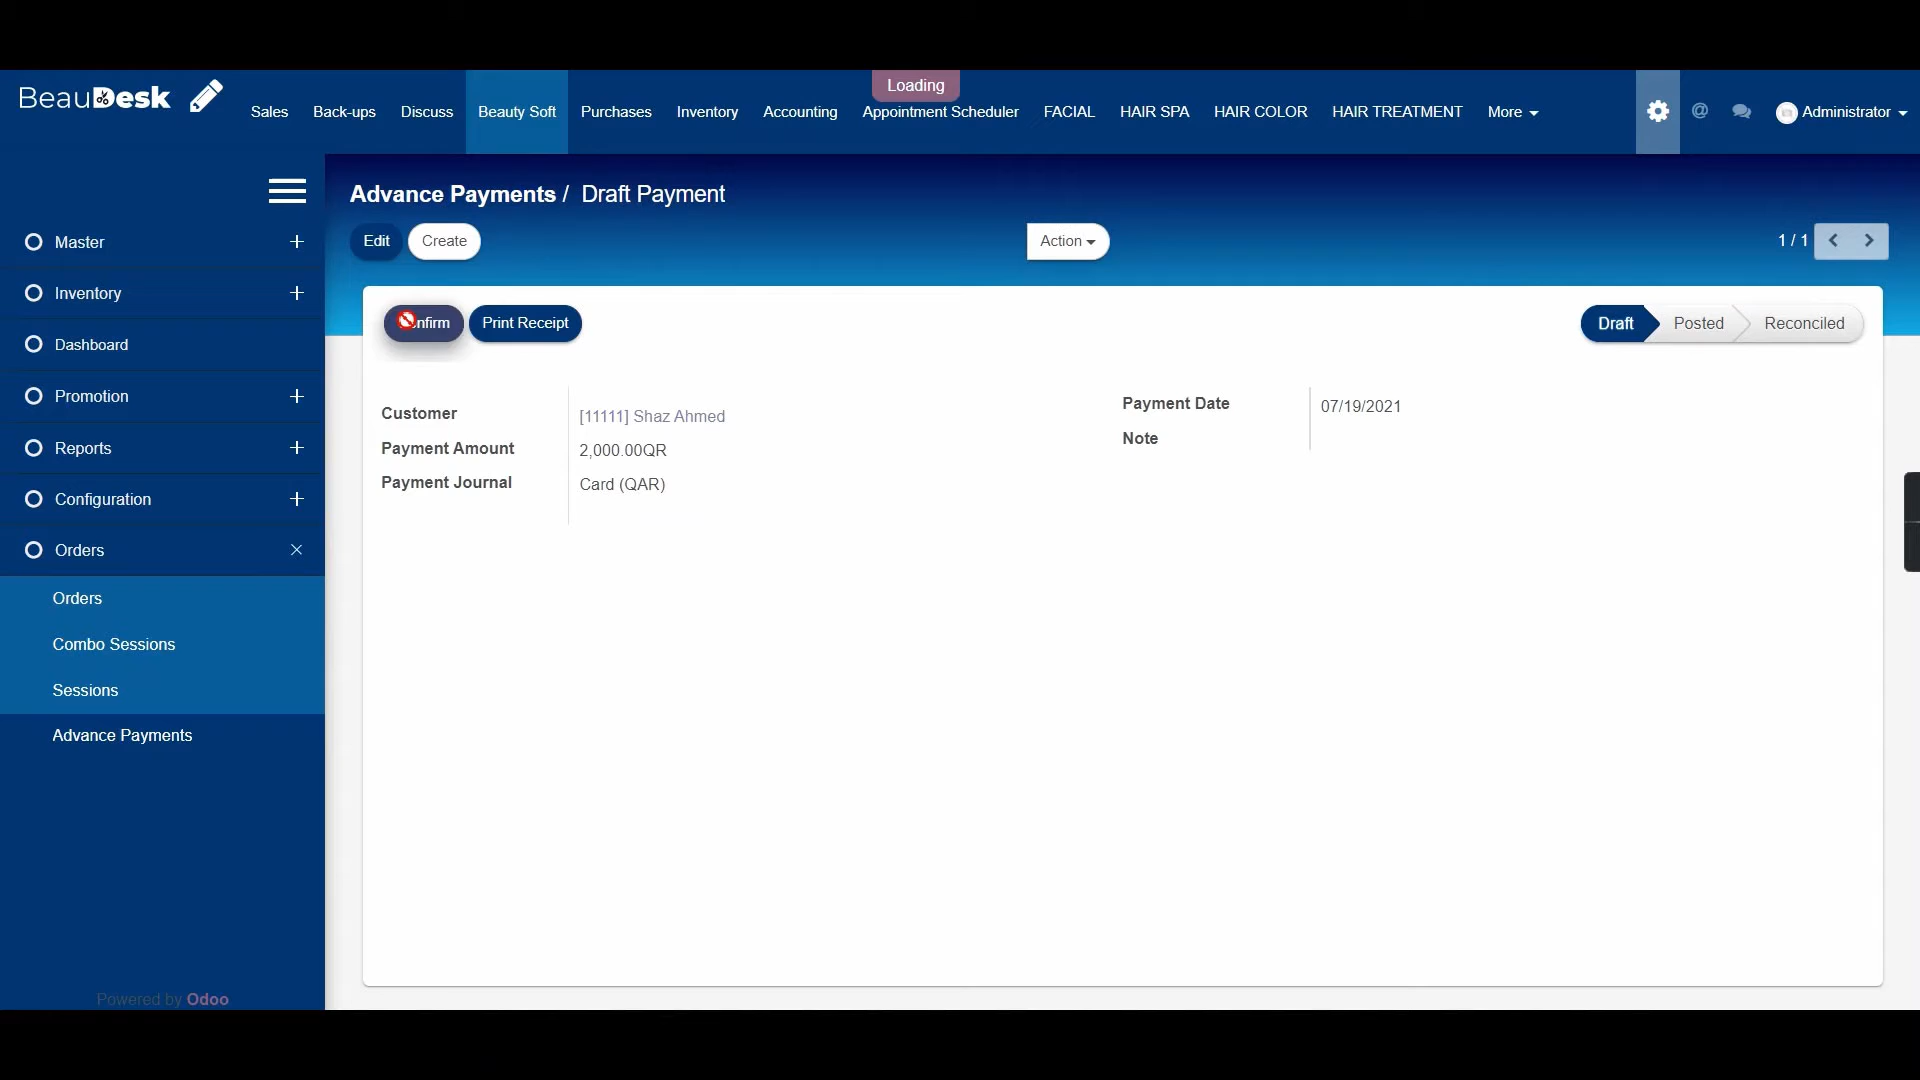 BeauDesk
Loading
Sales Back-ups Discuss Beauty Soft Purchases Inventory Accounting Appointment Scheduler FACIAL HAIR SPA HAIR COLOR HAIR TREATMENT More @ Administrator
Advance Payments / Draft Payment
Edit Create Action 1 / 1
Master +
Inventory +
Dashboard
Promotion +
Reports +
Configuration +
Orders ×
Orders
Combo Sessions
Sessions
Advance Payments
Powered by Odoo
nfirm Print Receipt Draft Posted Reconciled
Customer [11111] Shaz Ahmed
Payment Amount 2,000.00QR
Payment Journal Card (QAR)
Payment Date 07/19/2021
Note